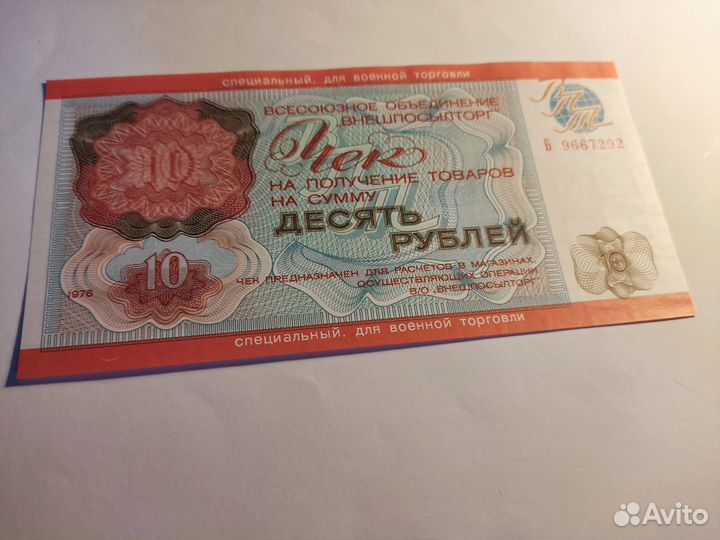 специальный. для военной торговли
ВСЕСОЮЗНОЕ ОБЪЕДИНЕНИЕ
„ВНЕШПОСЫЛТОРГ"
ВПТ
Б 9667292
10
Чек
НА ПОЛУЧЕНИЕ ТОВАРОВ
НА СУММУ
ДЕСЯТЬ
РУБЛЕЙ
10
10
1976
ЧЕК ПРЕДНАЗНАЧЕН ДЛЯ РАСЧЕТОВ В МАГАЗИНАХ,
ОСУЩЕСТВЛЯЮЩИХ ОПЕРАЦИИ
В/О „ВНЕШПОСЫЛТОРГ"
специальный. для военной торговли
Avito